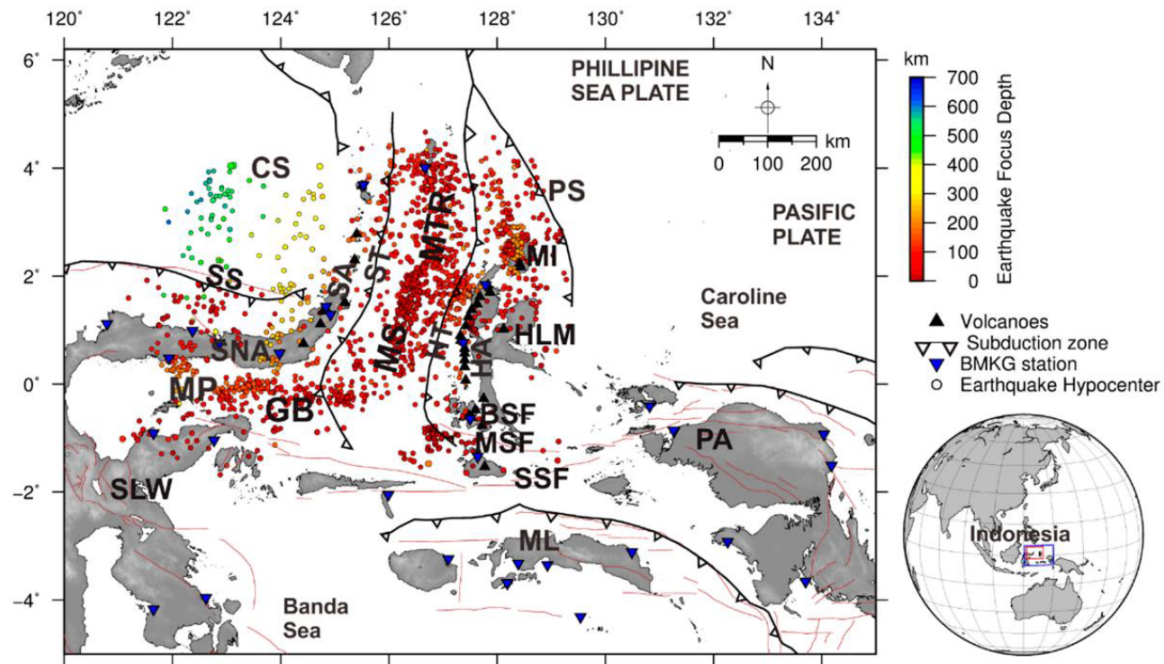 120° 122° 124° 126° 128° 130° 132° 134°
6°
4°
2°
0°
−2°
−4°
PHILLIPINE
SEA PLATE
N
km
0 100 200
CS
PS
PASIFIC
PLATE
MTR
MI
SS
SA
ST
Caroline
Sea
SNA
MS
HT
HA
HLM
MP
GB
BSF
MSF
PA
SLW
SSF
ML
Banda
Sea
km
700
600
500
400
300
200
100
0
Earthquake Focus Depth
Volcanoes
Subduction zone
BMKG station
Earthquake Hypocenter
Indonesia